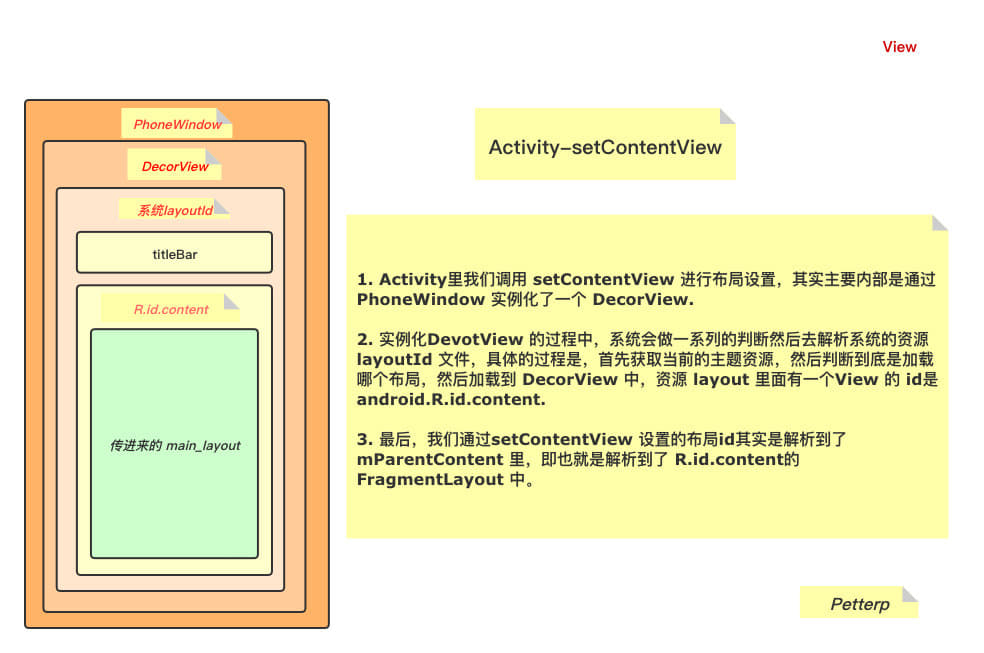 View
PhoneWindow
DecorView
系统layoutId
titleBar
R.id.content
传进来的 main_layout
Activity-setContentView
1. Activity里我们调用 setContentView 进行布局设置，其实主要内部是通过
PhoneWindow 实例化了一个 DecorView.
2. 实例化DevotView 的过程中，系统会做一系列的判断然后去解析系统的资源
layoutId 文件，具体的过程是，首先获取当前的主题资源，然后判断到底是加载
哪个布局，然后加载到 DecorView 中，资源 layout 里面有一个View 的 id是
android.R.id.content.
3. 最后，我们通过setContentView 设置的布局id其实是解析到了
mParentContent 里，即也就是解析到了 R.id.content的
FragmentLayout 中。
Petterp